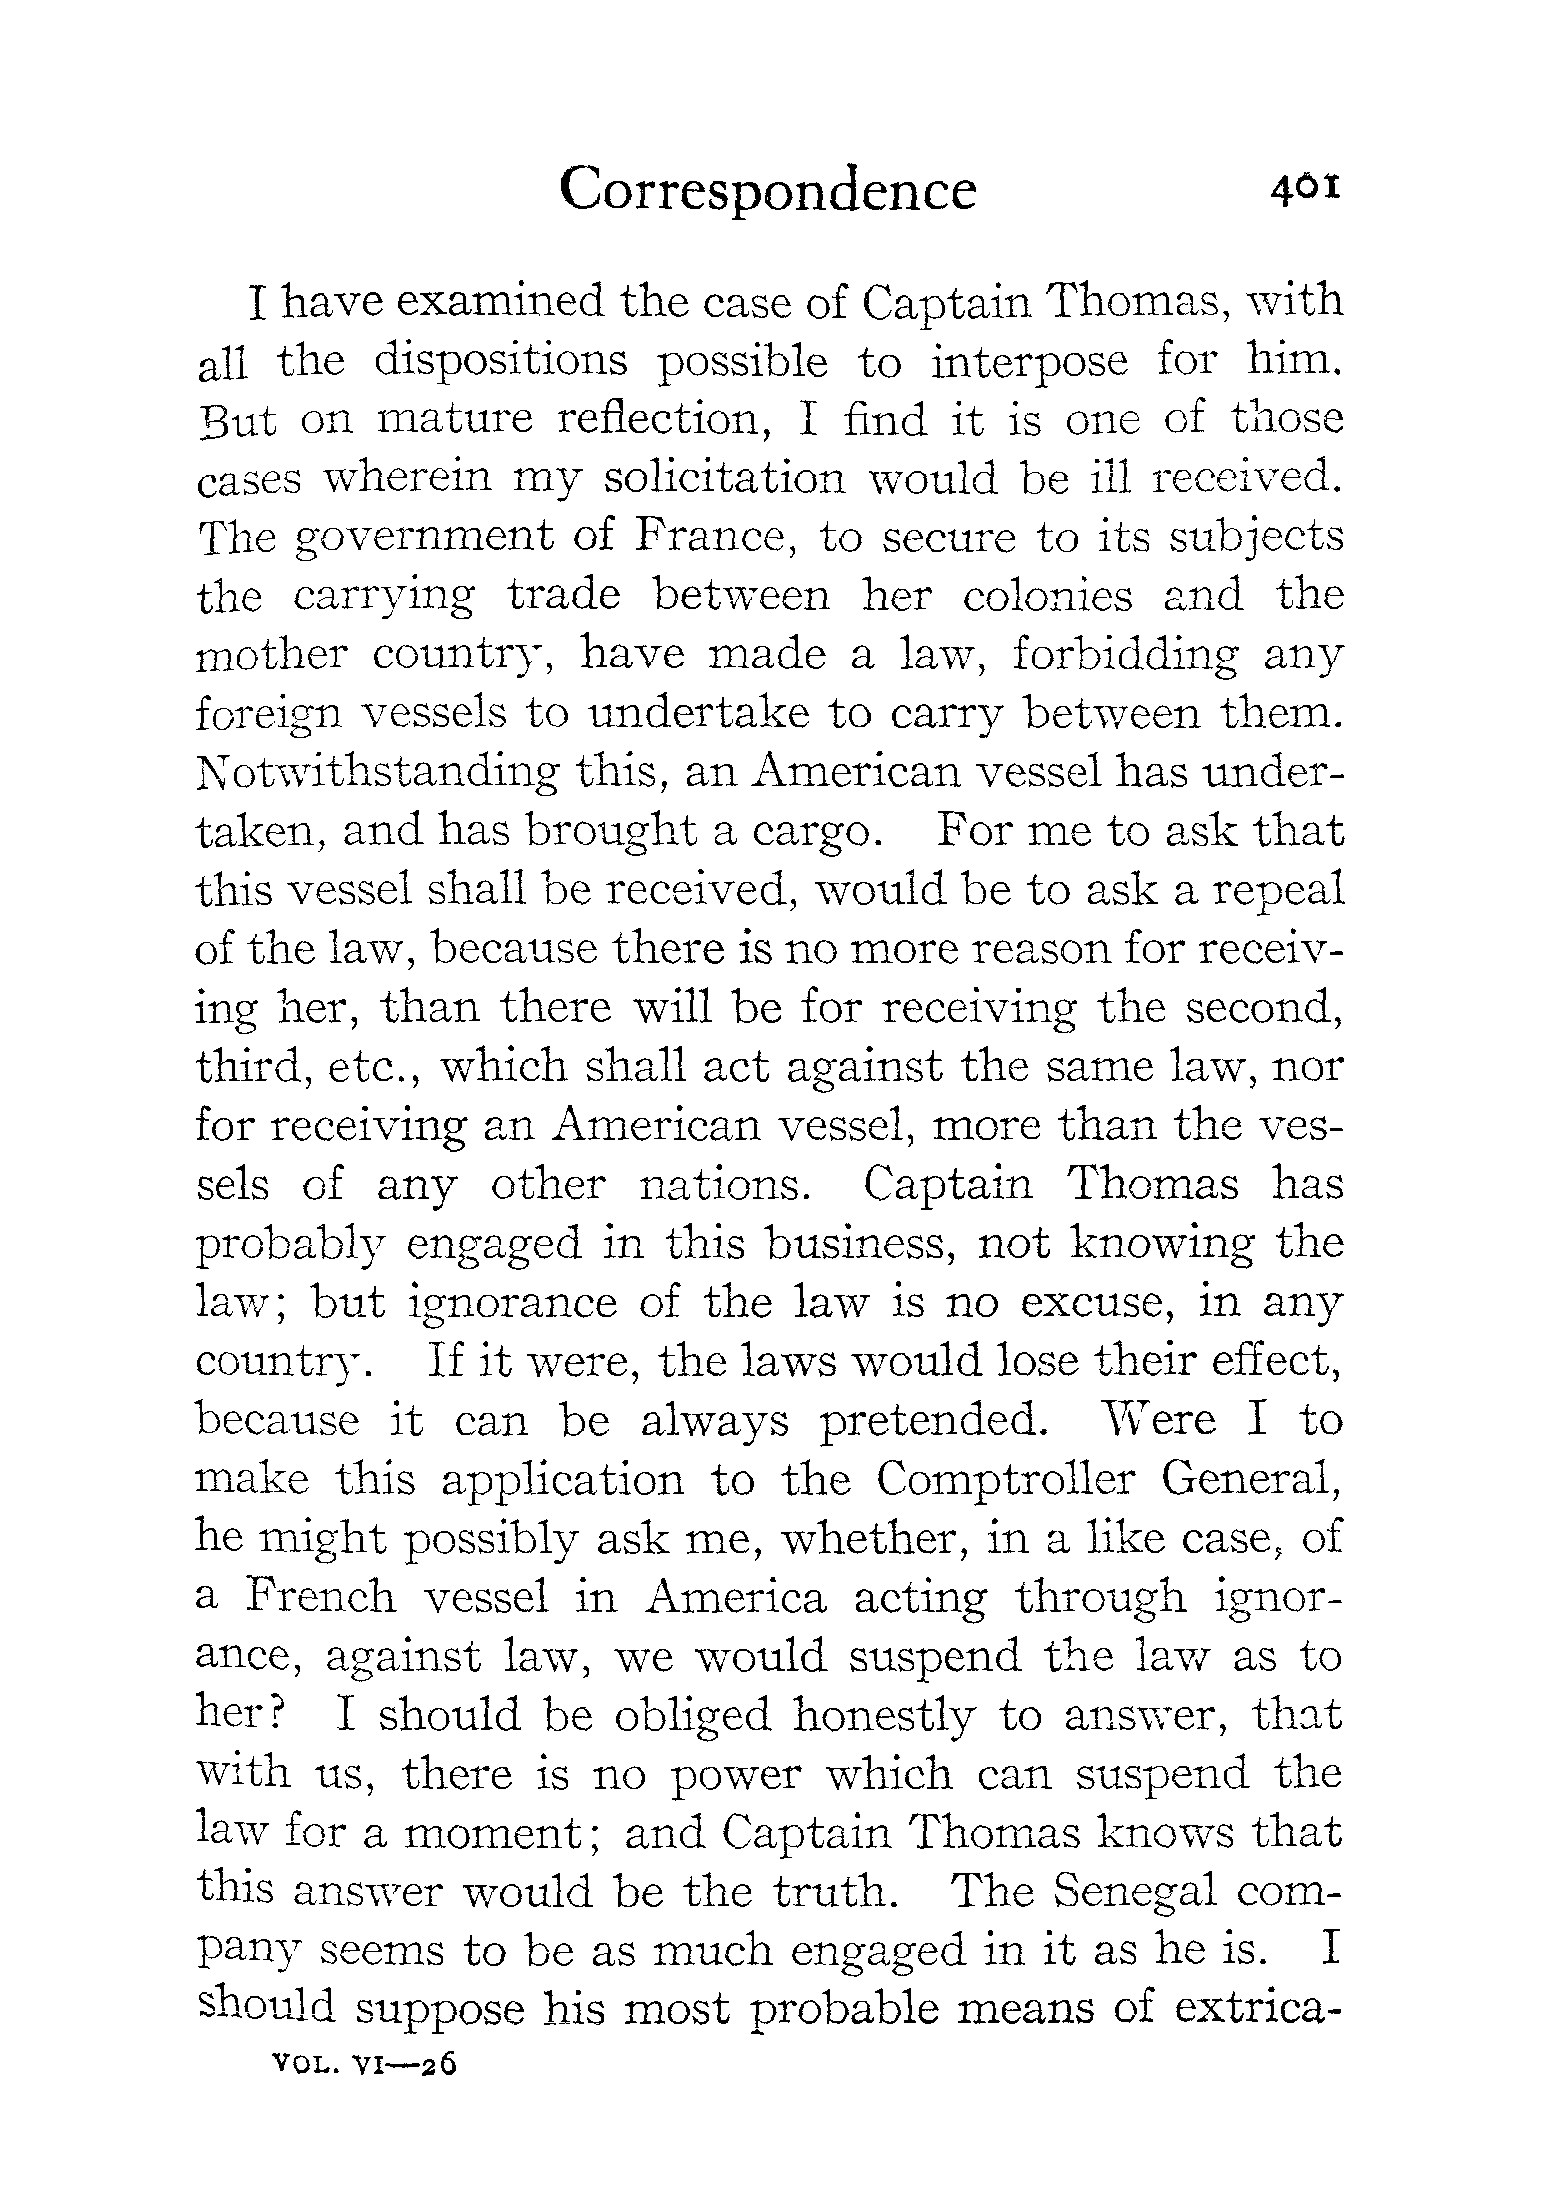 Correspondence 401
I have examined the case of Captain Thomas, with
all the dispositions possible to interpose for him.
But on mature reflection, I find it is one of those
cases wherein my solicitation would be ill received.
The government of France, to secure to its subjects
the carrying trade between her colonies and the
mother country, have made a law, forbidding any
foreign vessels to undertake to carry between them.
Notwithstanding this, an American vessel has under-
taken, and has brought a cargo. For me to ask that
this vessel shall be received, would be to ask a repeal
of the law, because there is no more reason for receiv-
ing her, than there will be for receiving the second,
third, etc., which shall act against the same law, nor
for receiving an American vessel, more than the ves-
sels of any other nations. Captain Thomas has
probably engaged in this business, not knowing the
law; but ignorance of the law is no excuse, in any
country. If it were, the laws would lose their effect,
because it can be always pretended. Were I to
make this application to the Comptroller General,
he might possibly ask me, whether, in a like case, of
a French vessel in America acting through ignor-
ance, against law, we would suspend the law as to
her? I should be obliged honestly to answer, that
with us, there is no power which can suspend the
law for a moment; and Captain Thomas knows that
this answer would be the truth. The Senegal com-
pany seems to be as much engaged in it as he is. I
should suppose his most probable means of extrica-
VOL. VI—26